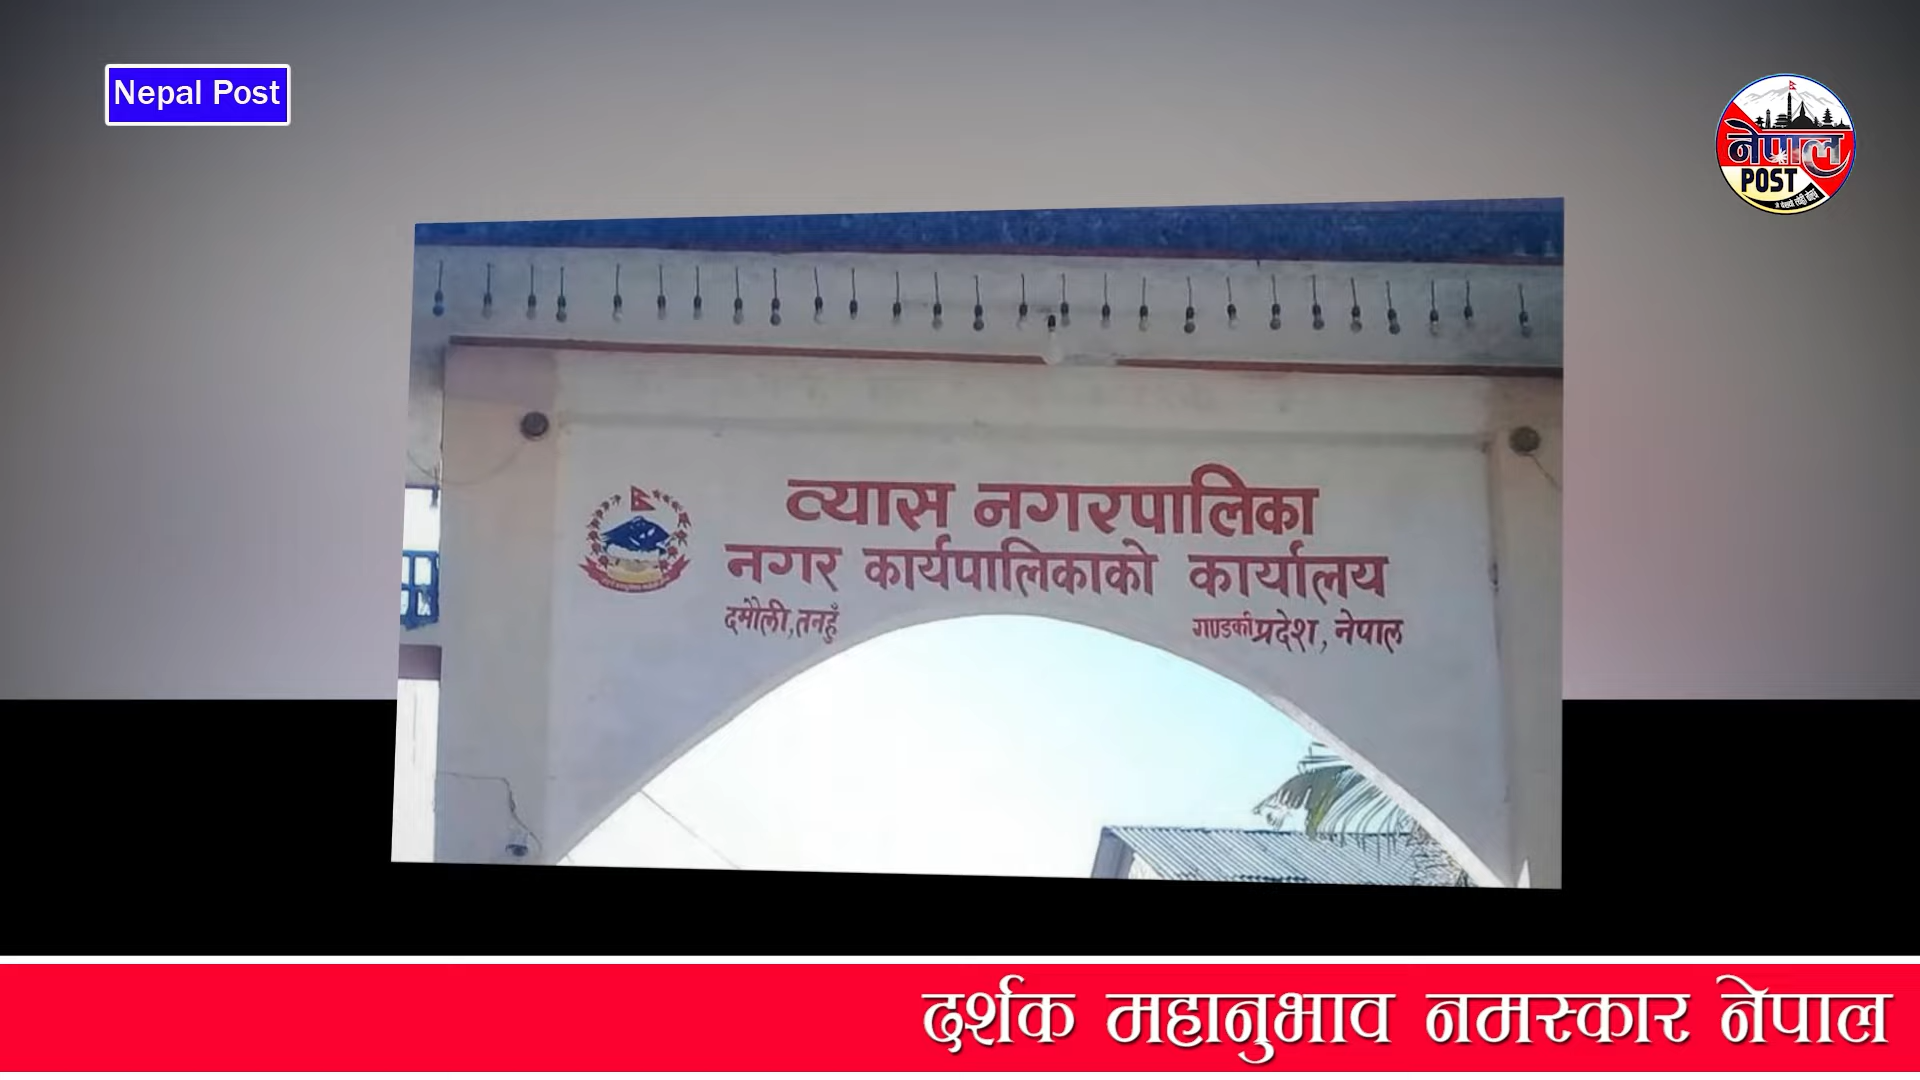 Nepal Post
नेपाल
POST
व्यास नगरपालिका
नगर कार्यपालिकाको कार्यालय
दमौली, तनहुँ
गण्डकी प्रदेश, नेपाल
दर्शक महानुभाव नमस्कार नेपाल